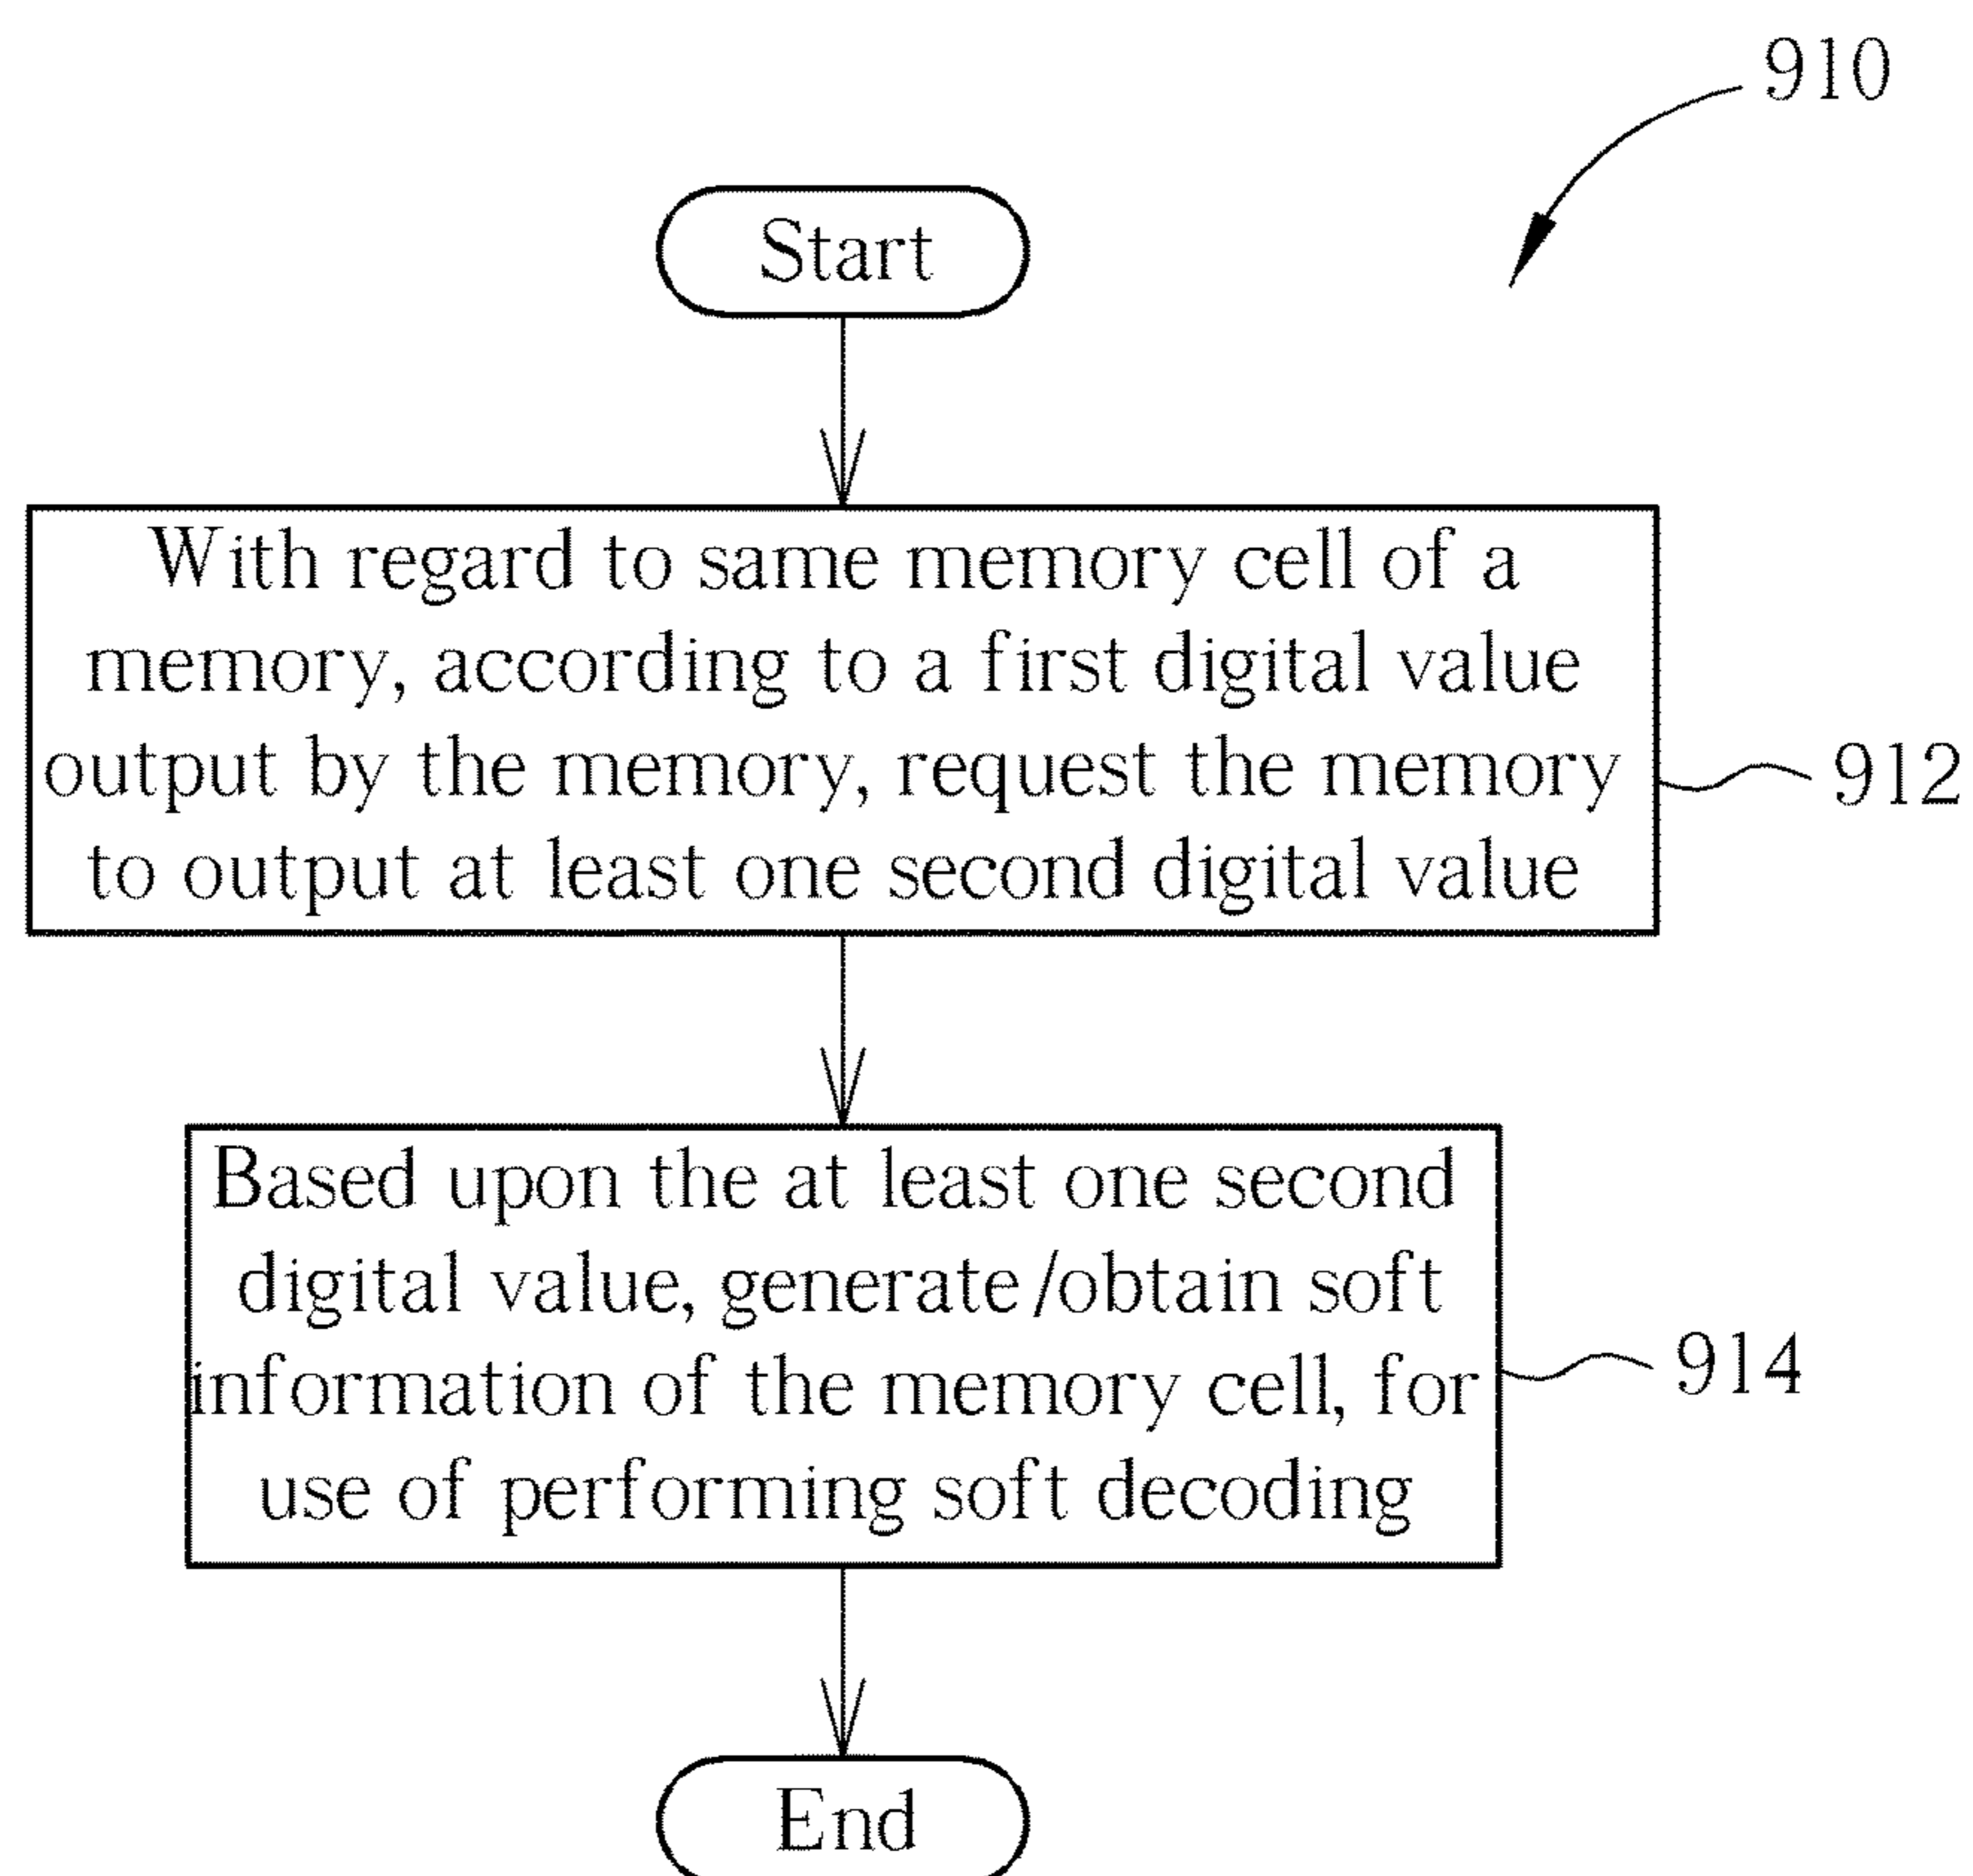 910
Start
With regard to same memory cell of a
memory, according to a first digital value
output by the memory, request the memory
to output at least one second digital value
912
Based upon the at least one second
digital value, generate/obtain soft
information of the memory cell, for
use of performing soft decoding
914
End